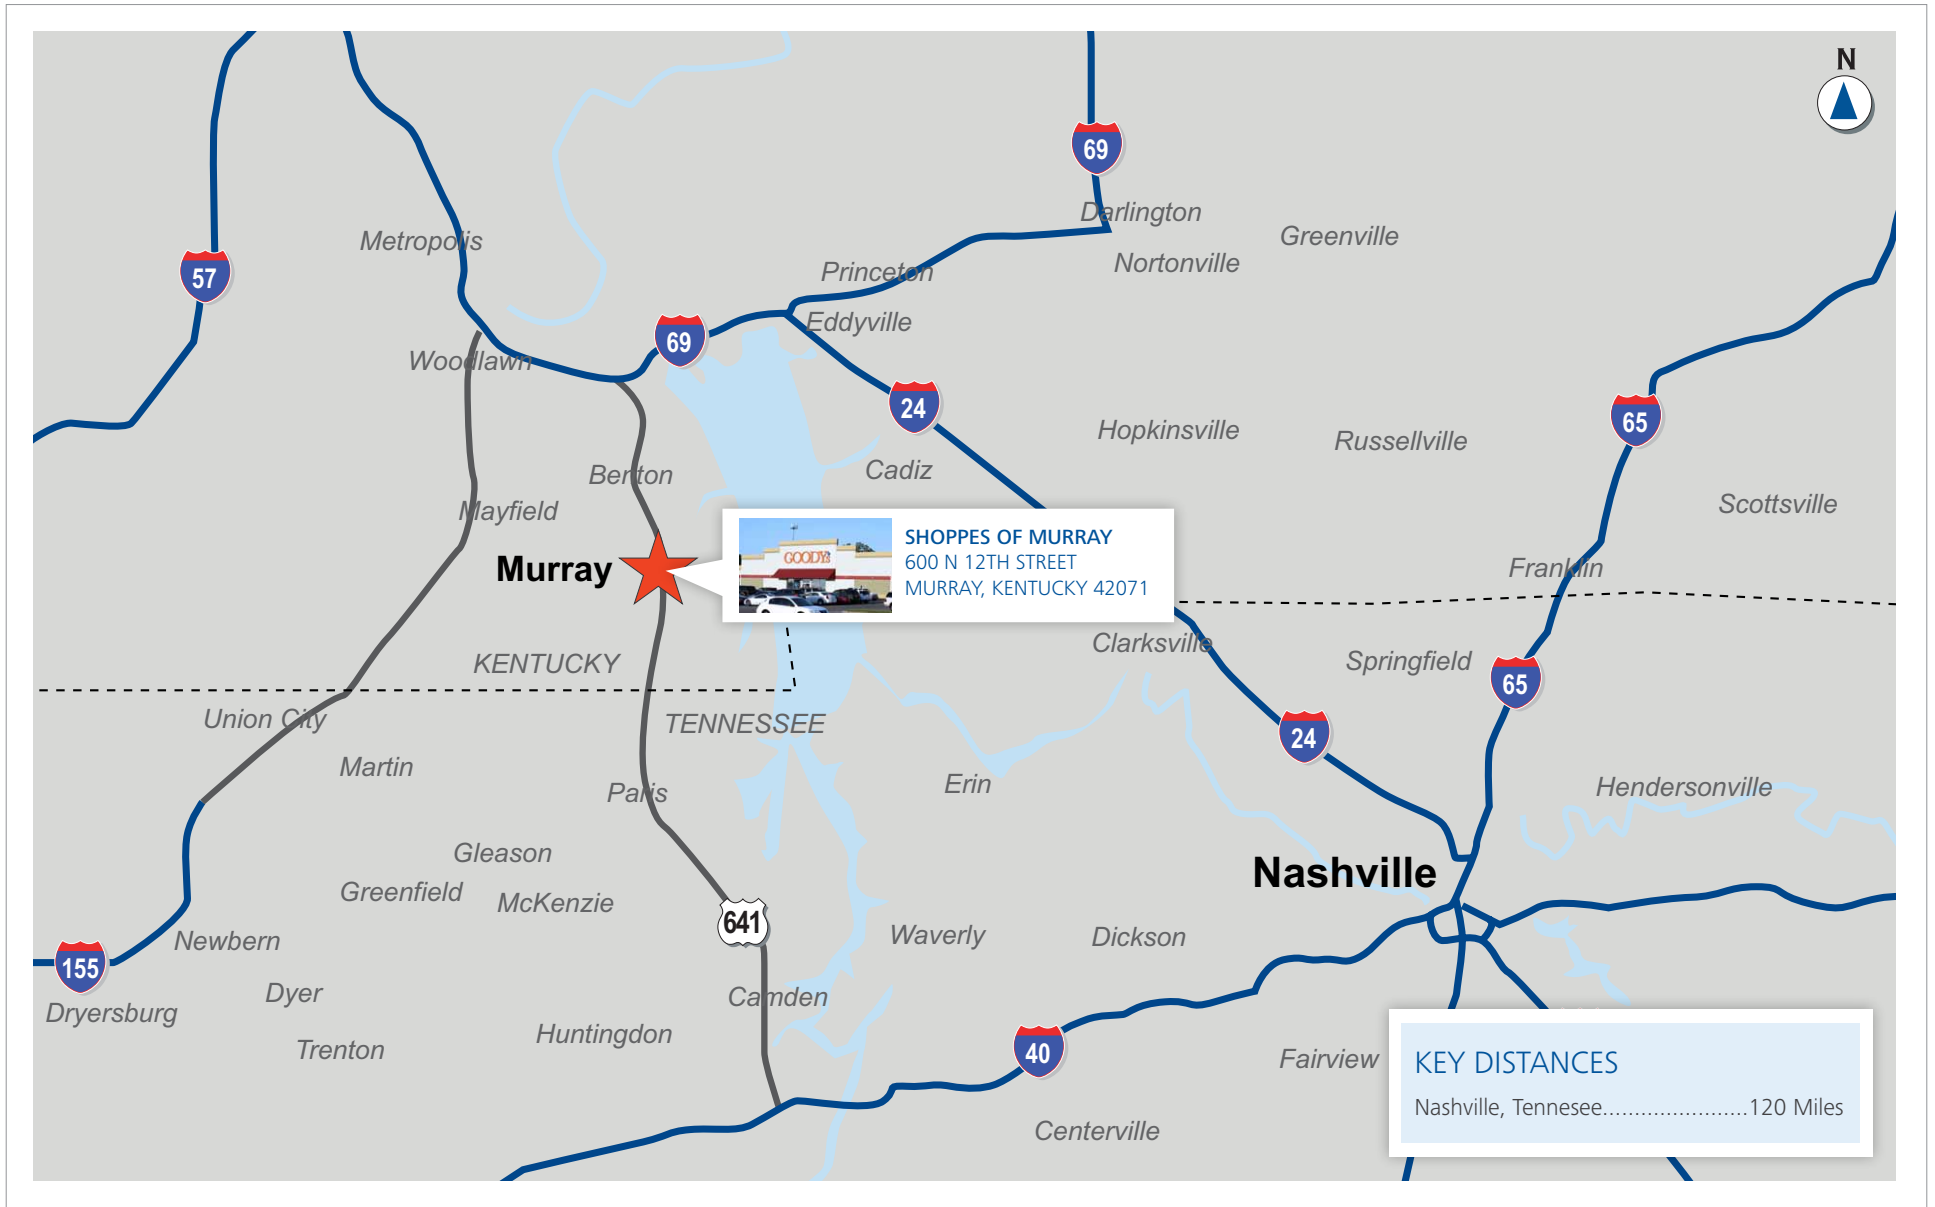 N
69
Darlington
Greenville
Metropolis
Nortonville
57
Princeton
Eddyville
69
Woodlawn
24
65
Hopkinsville
Russellville
Benton
Cadiz
Mayfield
Scottsville
GOODY'S
SHOPPES OF MURRAY
600 N 12TH STREET
MURRAY, KENTUCKY 42071
Murray
Franklin
Clarksville
KENTUCKY
Springfield
65
Union City
TENNESSEE
24
Martin
Paris
Erin
Hendersonville
Gleason
Nashville
Greenfield
McKenzie
641
Newbern
Waverly
Dickson
155
Dyer
Camden
Dryersburg
Huntingdon
Trenton
40
Fairview
KEY DISTANCES
Nashville, Tennesee.......................120 Miles
Centerville